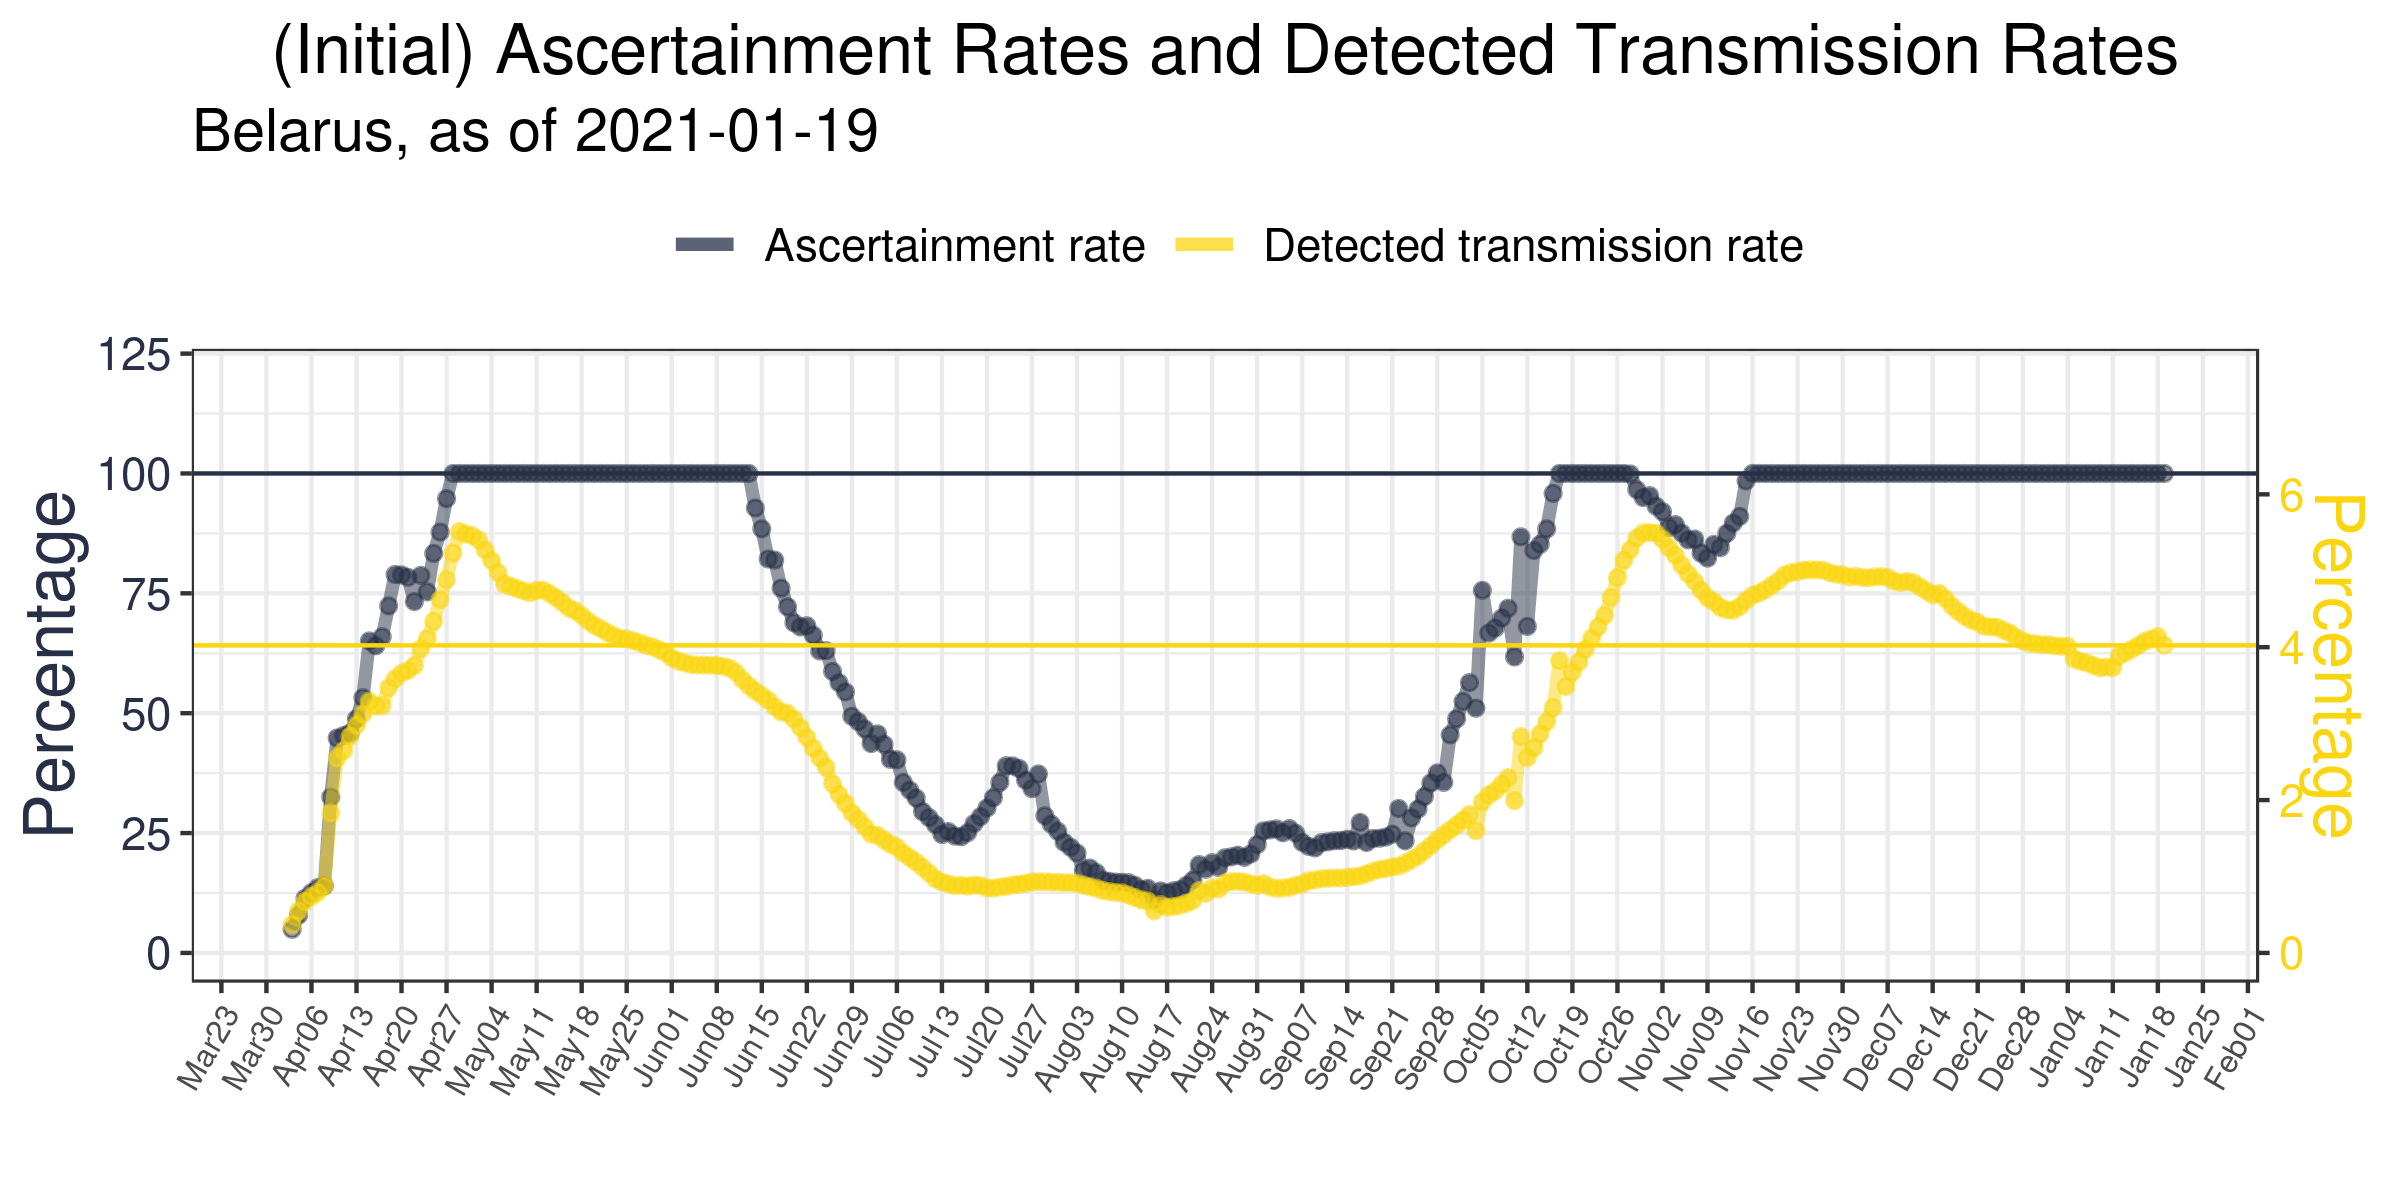 (Initial) Ascertainment Rates and Detected Transmission Rates
Belarus, as of 2021-01-19
Ascertainment rate Detected transmission rate
Percentage
125
100
75
50
25
0
6
4
2
0
Percentage
Mar23 Mar30 Apr06 Apr13 Apr20 Apr27 May04 May11 May18 May25 Jun01 Jun08 Jun15 Jun22 Jun29 Jul06 Jul13 Jul20 Jul27 Aug03 Aug10 Aug17 Aug24 Aug31 Sep07 Sep14 Sep21 Sep28 Oct05 Oct12 Oct19 Oct26 Nov02 Nov09 Nov16 Nov23 Nov30 Dec07 Dec14 Dec21 Dec28 Jan04 Jan11 Jan18 Jan25 Feb01